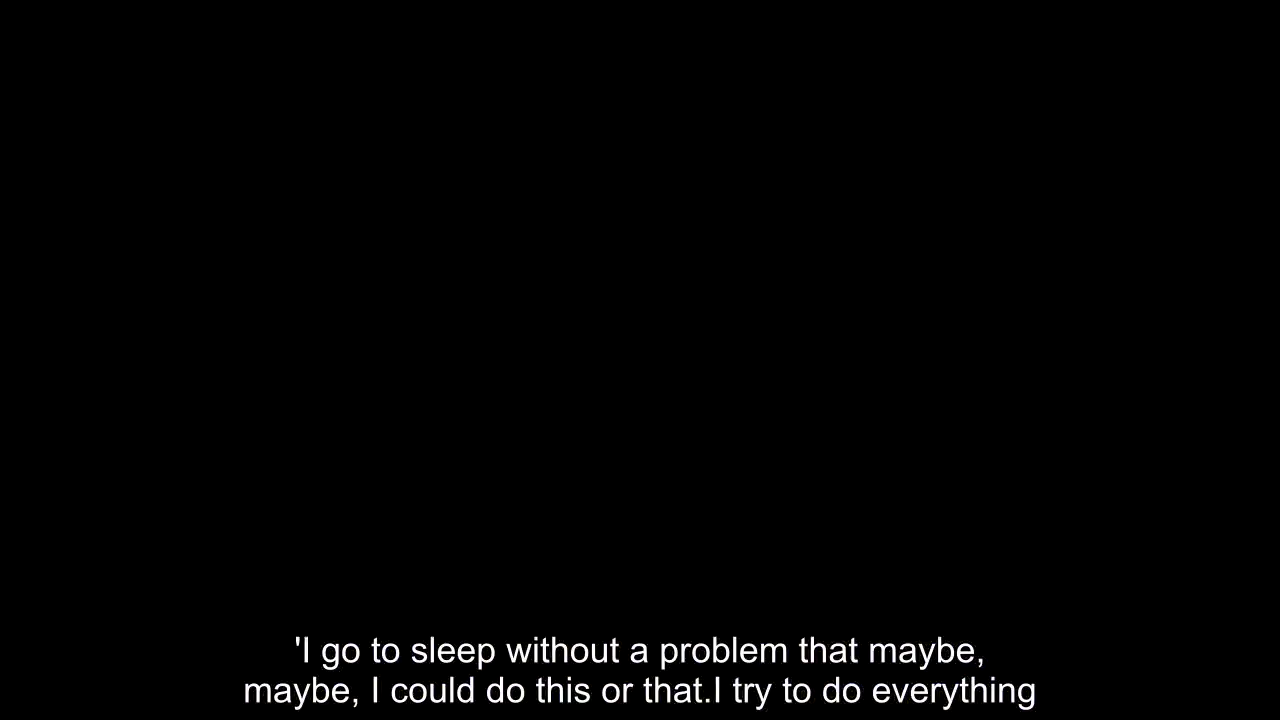 'I go to sleep without a problem that maybe,
maybe, I could do this or that.I try to do everything